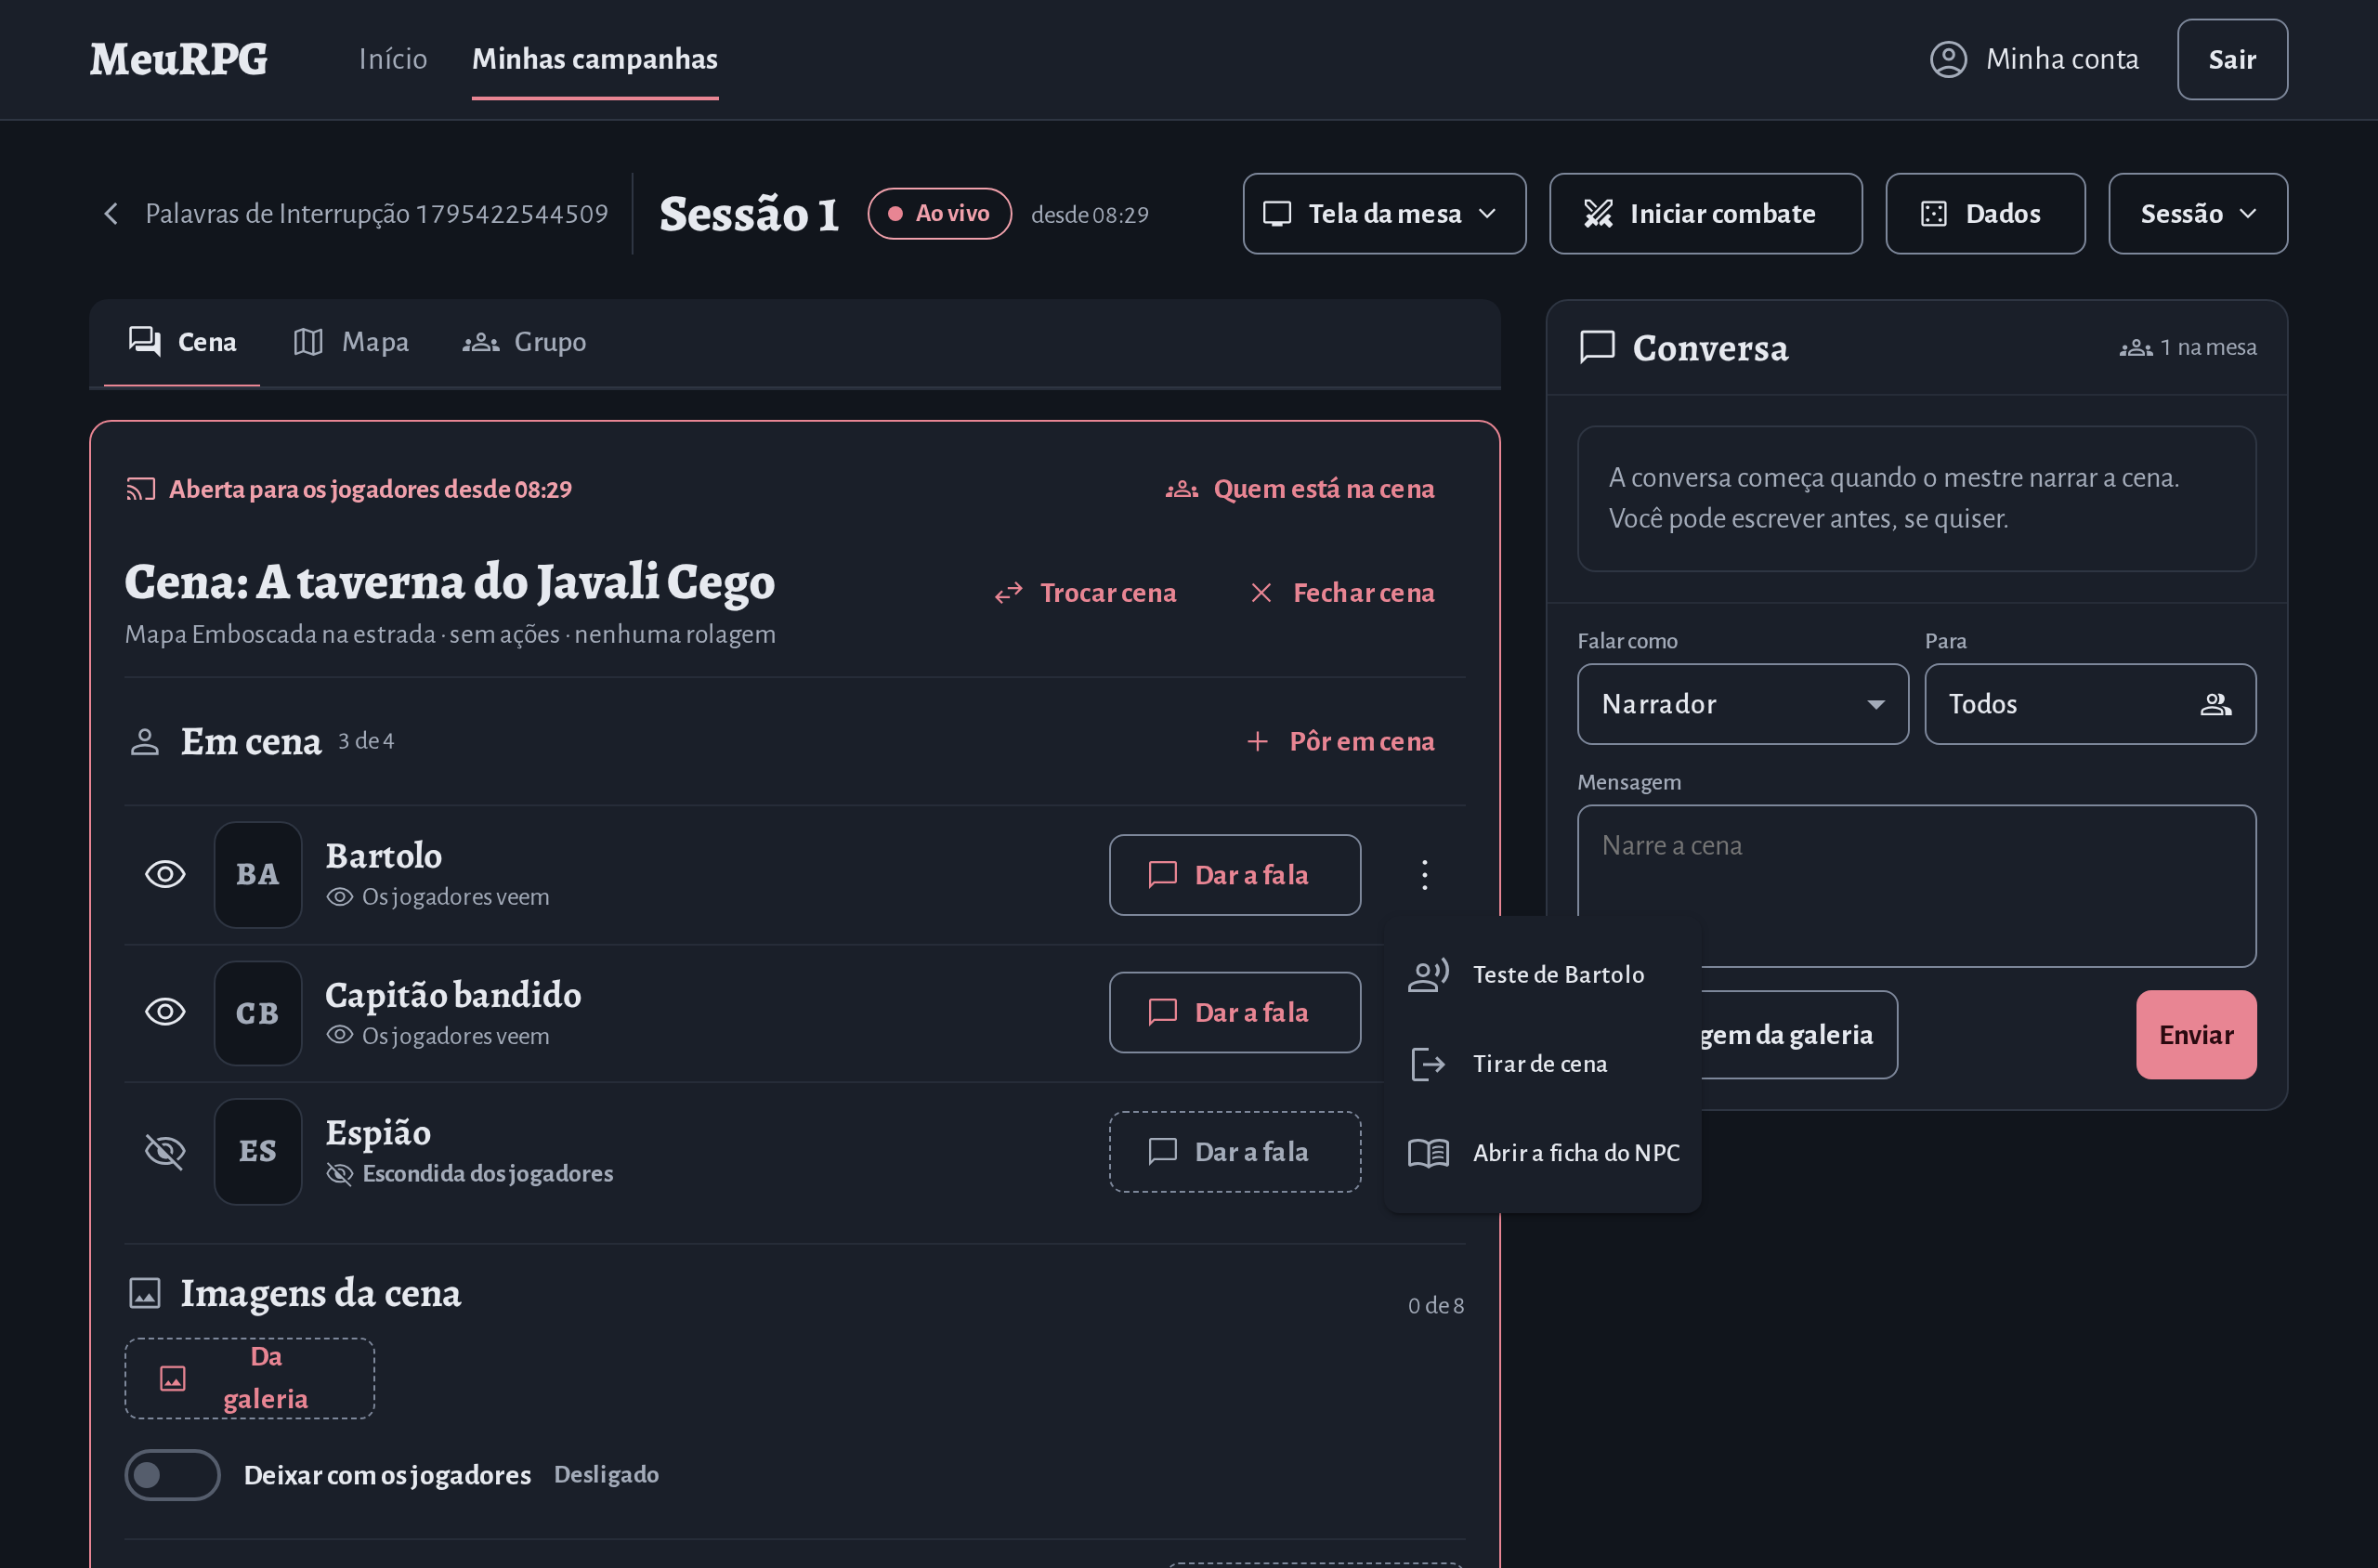 MeuRPG
Início
Minhas campanhas
Minha conta
Sair
Palavras de Interrupção 1795422544509
Sessão 1
Ao vivo
desde 08:29
Tela da mesa
Iniciar combate
Dados
Sessão
Cena
Mapa
Grupo
Aberta para os jogadores desde 08:29
Quem está na cena
Cena: A taverna do Javali Cego
Trocar cena
Fechar cena
Mapa Emboscada na estrada · sem ações · nenhuma rolagem
Em cena
3 de 4
Pôr em cena
BA
Bartolo
Os jogadores veem
Dar a fala
CB
Capitão bandido
Os jogadores veem
Dar a fala
ES
Espião
Escondida dos jogadores
Dar a fala
Teste de Bartolo
Tirar de cena
Abrir a ficha do NPC
Imagens da cena
0 de 8
Da
galeria
Deixar com os jogadores
Desligado
Conversa
1 na mesa
A conversa começa quando o mestre narrar a cena.
Você pode escrever antes, se quiser.
Falar como
Para
Narrador
Todos
Mensagem
Narre a cena
gem da galeria
Enviar